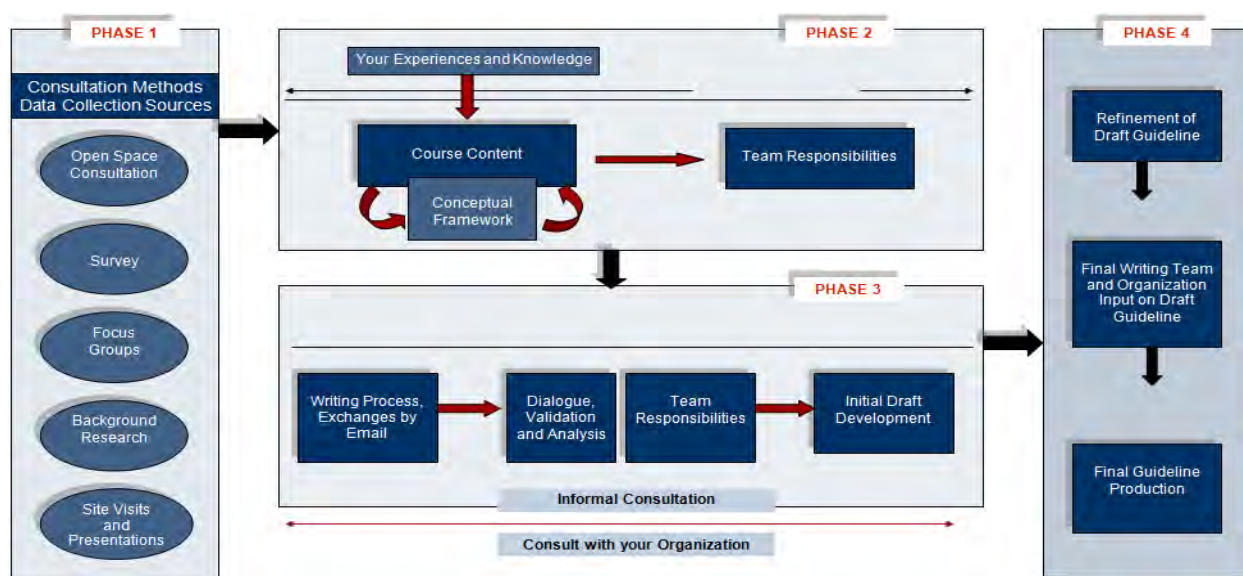 PHASE 1
Consultation Methods
Data Collection Sources
Open Space
Consultation
Survey
Focus
Groups
Background
Research
Site Visits
and
Presentations
PHASE 2
Your Experiences and Knowledge
Course Content
Conceptual
Framework
Team Responsibilities
PHASE 3
Writing Process,
Exchanges by
Email
Dialogue,
Validation
and Analysis
Team
Responsibilities
Initial Draft
Development
Informal Consultation
Consult with your Organization
PHASE 4
Refinement of
Draft Guideline
Final Writing Team
and Organization
Input on Draft
Guideline
Final Guideline
Production